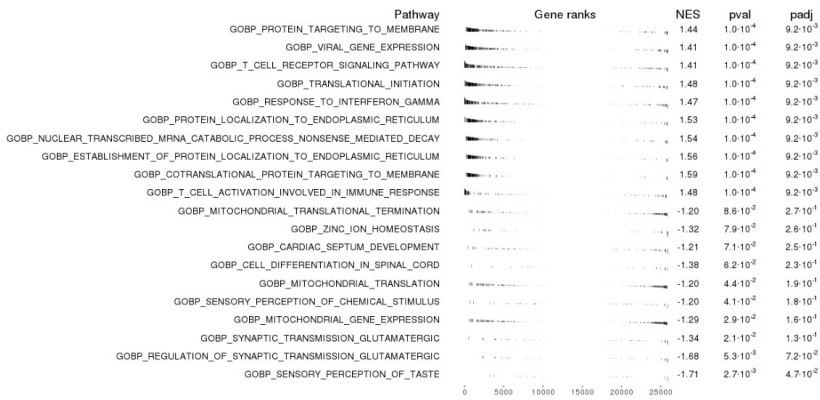 Pathway Gene ranks NES pval padj
GOBP_PROTEIN_TARGETING_TO_MEMBRANE 1.44 1.0·10⁻⁴ 9.2·10⁻³
GOBP_VIRAL_GENE_EXPRESSION 1.41 1.0·10⁻⁴ 9.2·10⁻³
GOBP_T_CELL_RECEPTOR_SIGNALING_PATHWAY 1.41 1.0·10⁻⁴ 9.2·10⁻³
GOBP_TRANSLATIONAL_INITIATION 1.48 1.0·10⁻⁴ 9.2·10⁻³
GOBP_RESPONSE_TO_INTERFERON_GAMMA 1.47 1.0·10⁻⁴ 9.2·10⁻³
GOBP_PROTEIN_LOCALIZATION_TO_ENDOPLASMIC_RETICULUM 1.53 1.0·10⁻⁴ 9.2·10⁻³
GOBP_NUCLEAR_TRANSCRIBED_MRNA_CATABOLIC_PROCESS_NONSENSE_MEDIATED_DECAY 1.54 1.0·10⁻⁴ 9.2·10⁻³
GOBP_ESTABLISHMENT_OF_PROTEIN_LOCALIZATION_TO_ENDOPLASMIC_RETICULUM 1.56 1.0·10⁻⁴ 9.2·10⁻³
GOBP_COTRANSLATIONAL_PROTEIN_TARGETING_TO_MEMBRANE 1.59 1.0·10⁻⁴ 9.2·10⁻³
GOBP_T_CELL_ACTIVATION_INVOLVED_IN_IMMUNE_RESPONSE 1.48 1.0·10⁻⁴ 9.2·10⁻³
GOBP_MITOCHONDRIAL_TRANSLATIONAL_TERMINATION -1.20 8.6·10⁻² 2.7·10⁻¹
GOBP_ZINC_ION_HOMEOSTASIS -1.32 7.9·10⁻² 2.6·10⁻¹
GOBP_CARDIAC_SEPTUM_DEVELOPMENT -1.21 7.1·10⁻² 2.5·10⁻¹
GOBP_CELL_DIFFERENTIATION_IN_SPINAL_CORD -1.38 6.2·10⁻² 2.3·10⁻¹
GOBP_MITOCHONDRIAL_TRANSLATION -1.20 4.4·10⁻² 1.9·10⁻¹
GOBP_SENSORY_PERCEPTION_OF_CHEMICAL_STIMULUS -1.20 4.1·10⁻² 1.8·10⁻¹
GOBP_MITOCHONDRIAL_GENE_EXPRESSION -1.29 2.9·10⁻² 1.6·10⁻¹
GOBP_SYNAPTIC_TRANSMISSION_GLUTAMATERGIC -1.34 2.1·10⁻² 1.3·10⁻¹
GOBP_REGULATION_OF_SYNAPTIC_TRANSMISSION_GLUTAMATERGIC -1.68 5.3·10⁻³ 7.2·10⁻²
GOBP_SENSORY_PERCEPTION_OF_TASTE -1.71 2.7·10⁻³ 4.7·10⁻²
0 5000 10000 15000 20000 25000